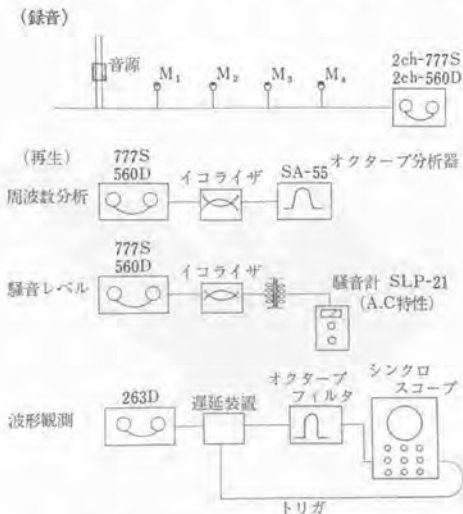 (録音)
音源
M₁ M₂ M₃ M₄
2ch-777S
2ch-560D
(再生)
周波数分析
777S
560D
イコライザ
SA-55
オクターブ分析器
騒音レベル
777S
560D
イコライザ
騒音計 SLP-21
(A.C特性)
波形観測
263D
遅延装置
オクターブ
フィルタ
シンクロ
スコープ
トリガ